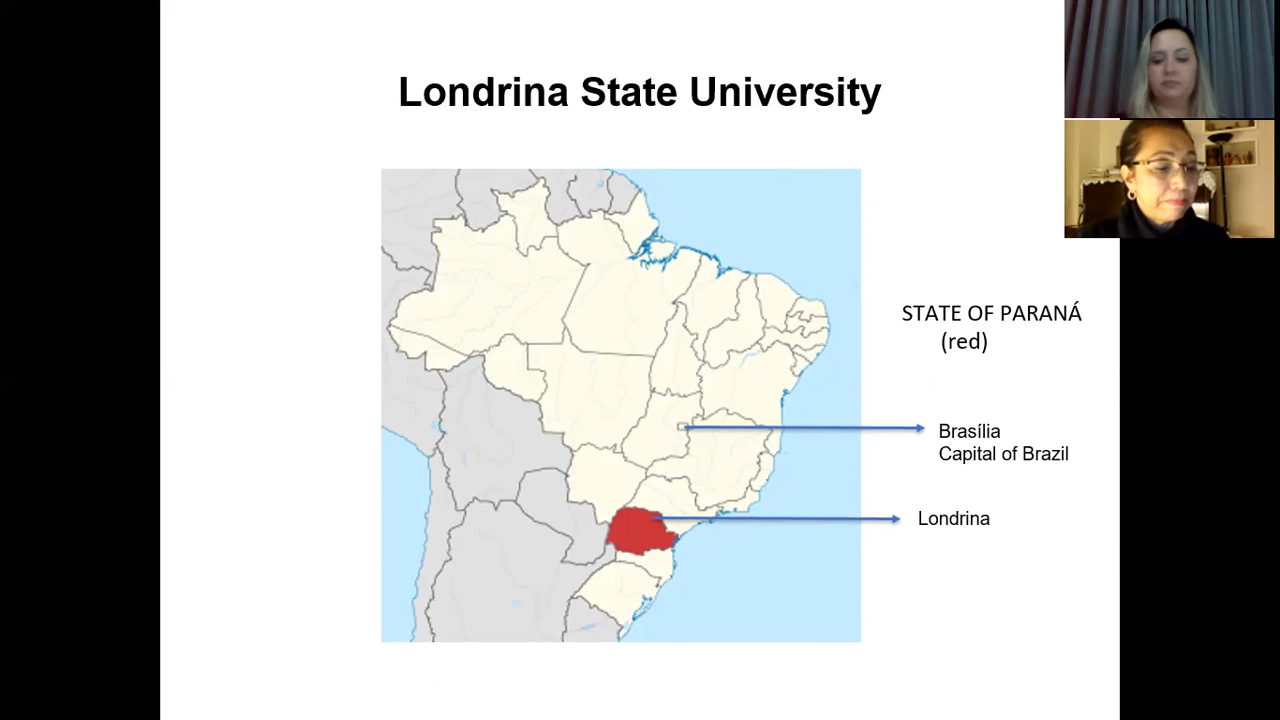 Londrina State University
STATE OF PARANÁ
(red)
Brasília
Capital of Brazil
Londrina